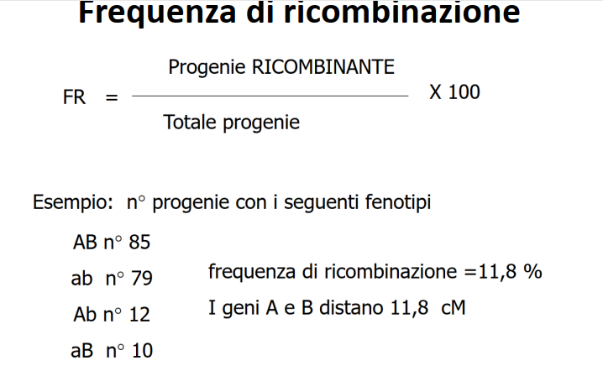 Frequenza di ricombinazione
Progenie RICOMBINANTE
FR = X 100
Totale progenie
Esempio: n° progenie con i seguenti fenotipi
AB n° 85
ab n° 79
frequenza di ricombinazione =11,8 %
Ab n° 12
I geni A e B distano 11,8 cM
aB n° 10